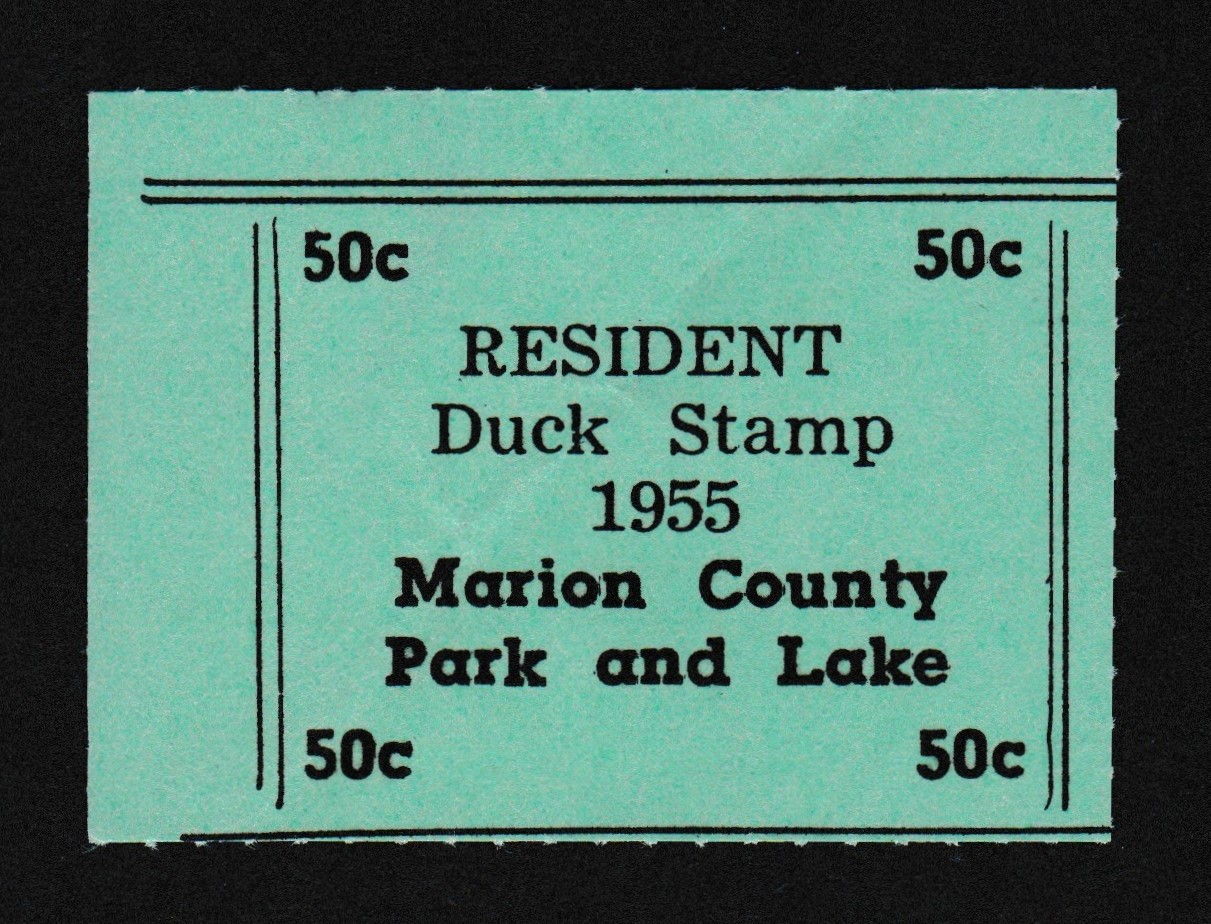 50c 50c
RESIDENT
Duck Stamp
1955
Marion County
Park and Lake
50c 50c